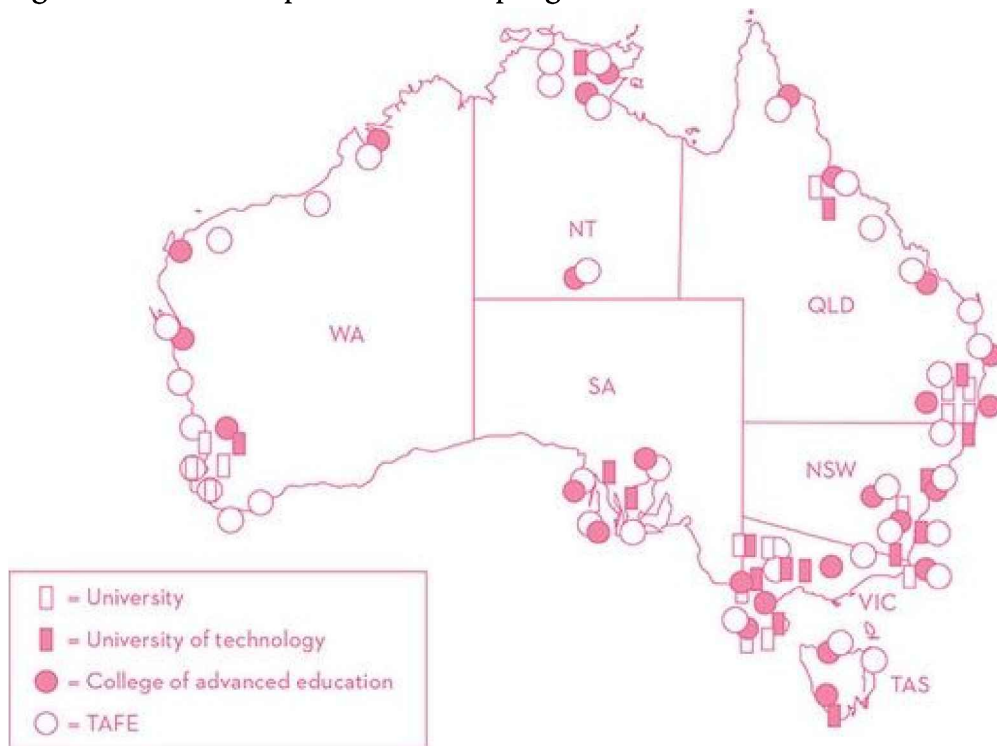 NT
QLD
WA
SA
NSW
VIC
TAS
= University
= University of technology
= College of advanced education
= TAFE